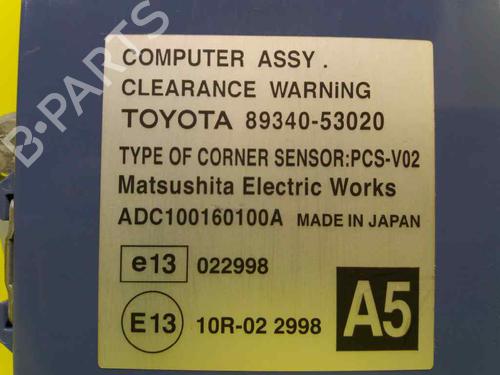 B-PARTS
COMPUTER ASSY .
CLEARANCE WARNiNG
TOYOTA 89340-53020
TYPE OF CORNER SENSOR:PCS-V02
Matsushita Electric Works
ADC100160100A MADE IN JAPAN
e13 022998
E13 10R-02 2998
A5